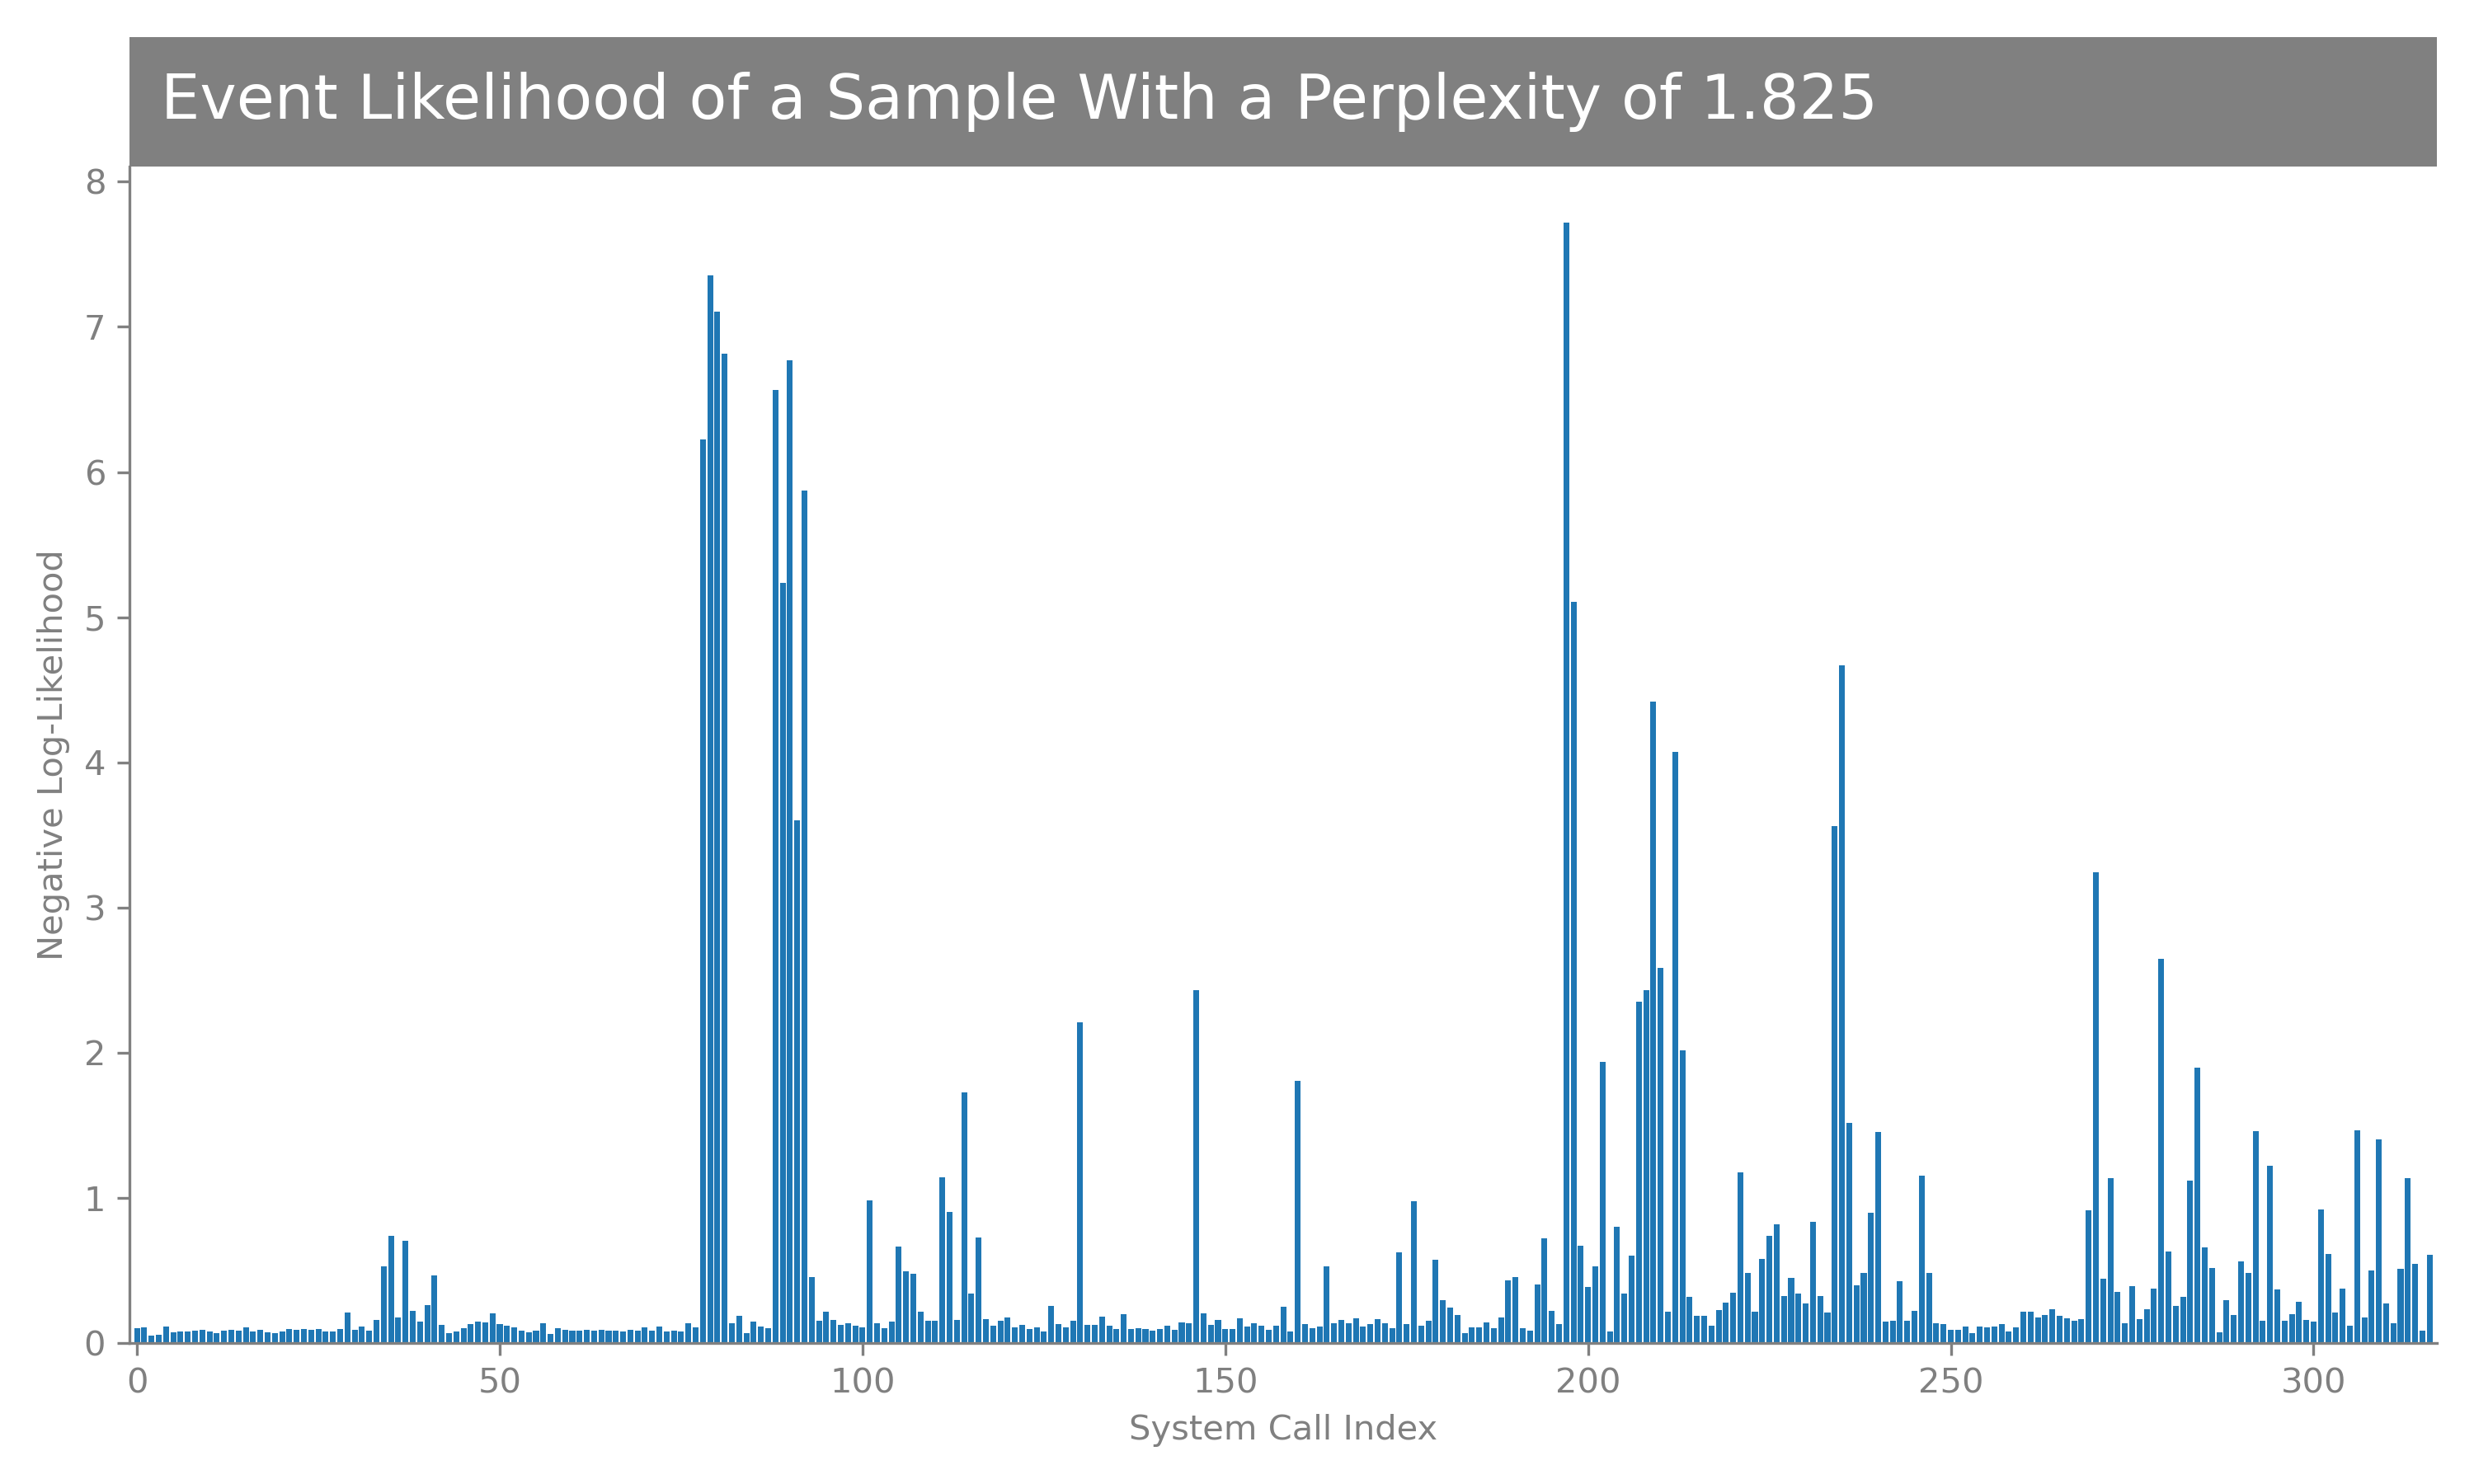 Event Likelihood of a Sample With a Perplexity of 1.825
8
7
6
5
4
3
2
1
0
Negative Log-Likelihood
0 50 100 150 200 250 300
System Call Index